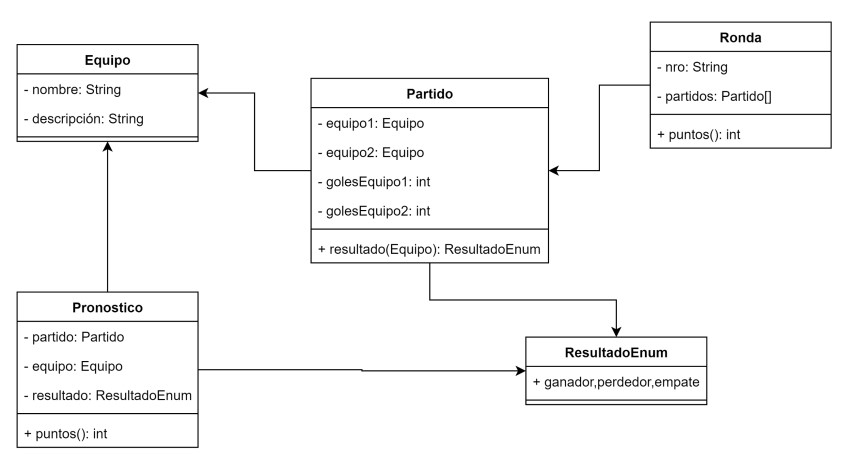 Equipo
- nombre: String
- descripción: String
Partido
- equipo1: Equipo
- equipo2: Equipo
- golesEquipo1: int
- golesEquipo2: int
+ resultado(Equipo): ResultadoEnum
Ronda
- nro: String
- partidos: Partido[]
+ puntos(): int
Pronostico
- partido: Partido
- equipo: Equipo
- resultado: ResultadoEnum
+ puntos(): int
ResultadoEnum
+ ganador,perdedor,empate